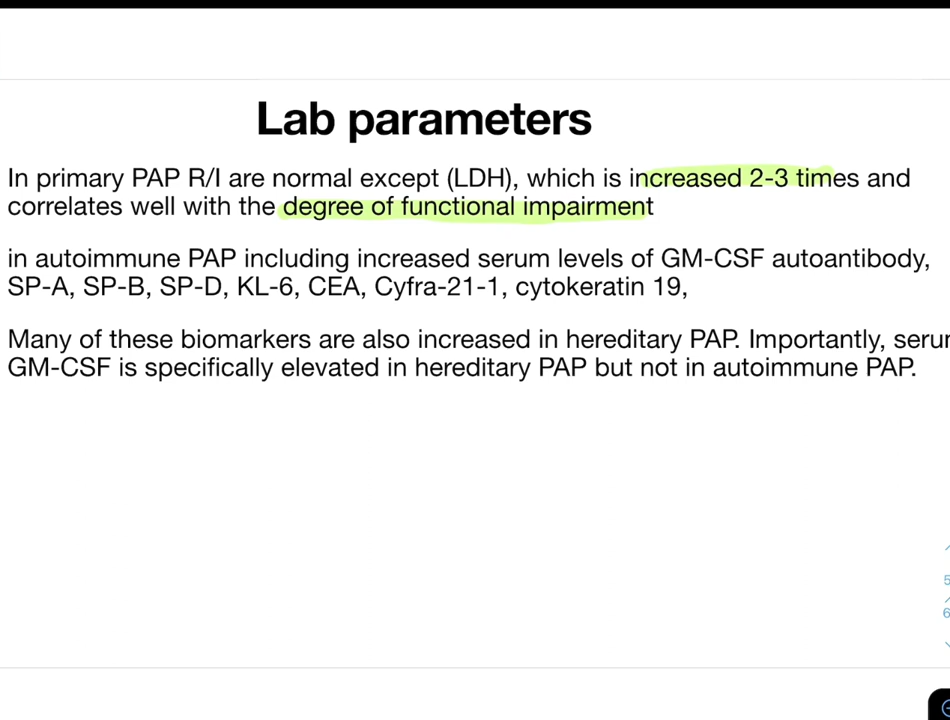 Lab parameters
In primary PAP R/I are normal except (LDH), which is increased 2-3 times and
correlates well with the degree of functional impairment
in autoimmune PAP including increased serum levels of GM-CSF autoantibody,
SP-A, SP-B, SP-D, KL-6, CEA, Cyfra-21-1, cytokeratin 19,
Many of these biomarkers are also increased in hereditary PAP. Importantly,
GM-CSF is specifically elevated in hereditary PAP but not in autoimmune PAP.
5
6